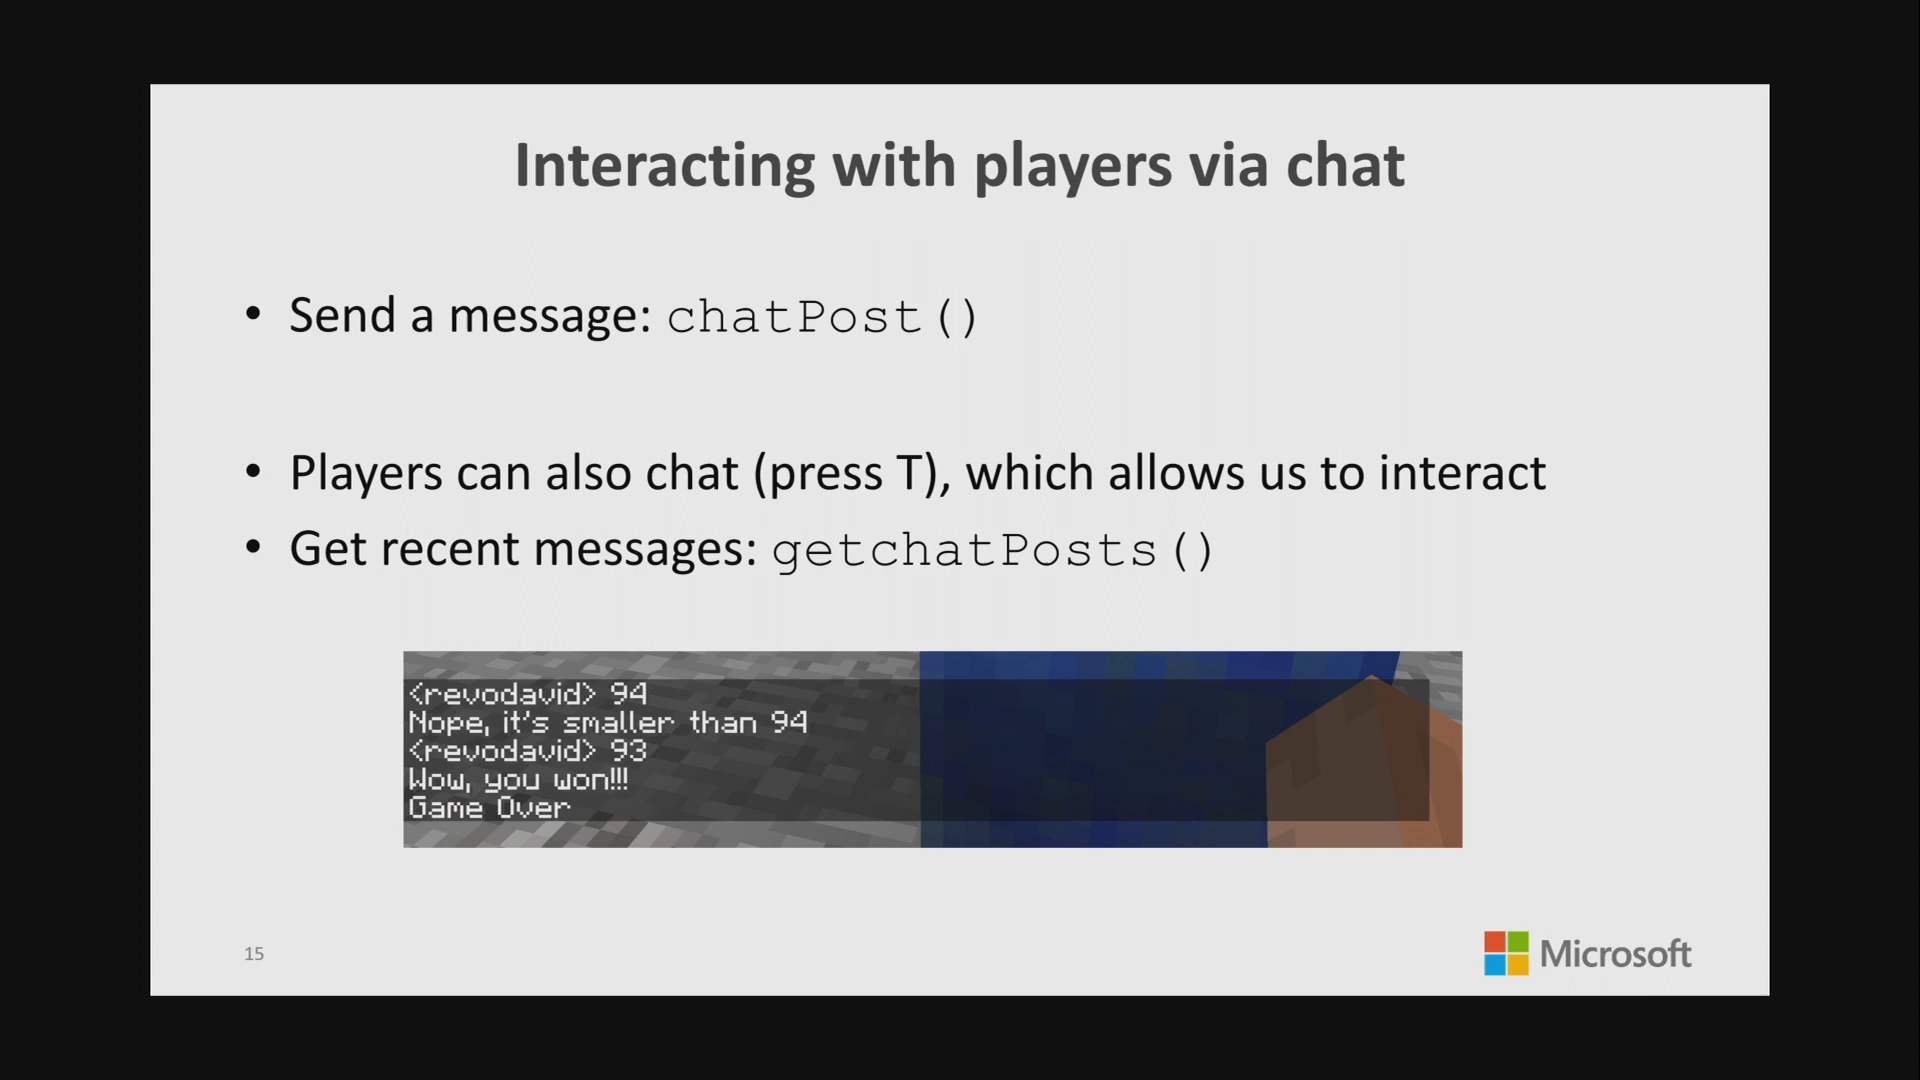 Interacting with players via chat
• Send a message: chatPost()
• Players can also chat (press T), which allows us to interact
• Get recent messages: getchatPosts()
<revodavid> 94
Nope, it's smaller than 94
<revodavid> 93
Wow, you won!!!
Game Over
15
Microsoft